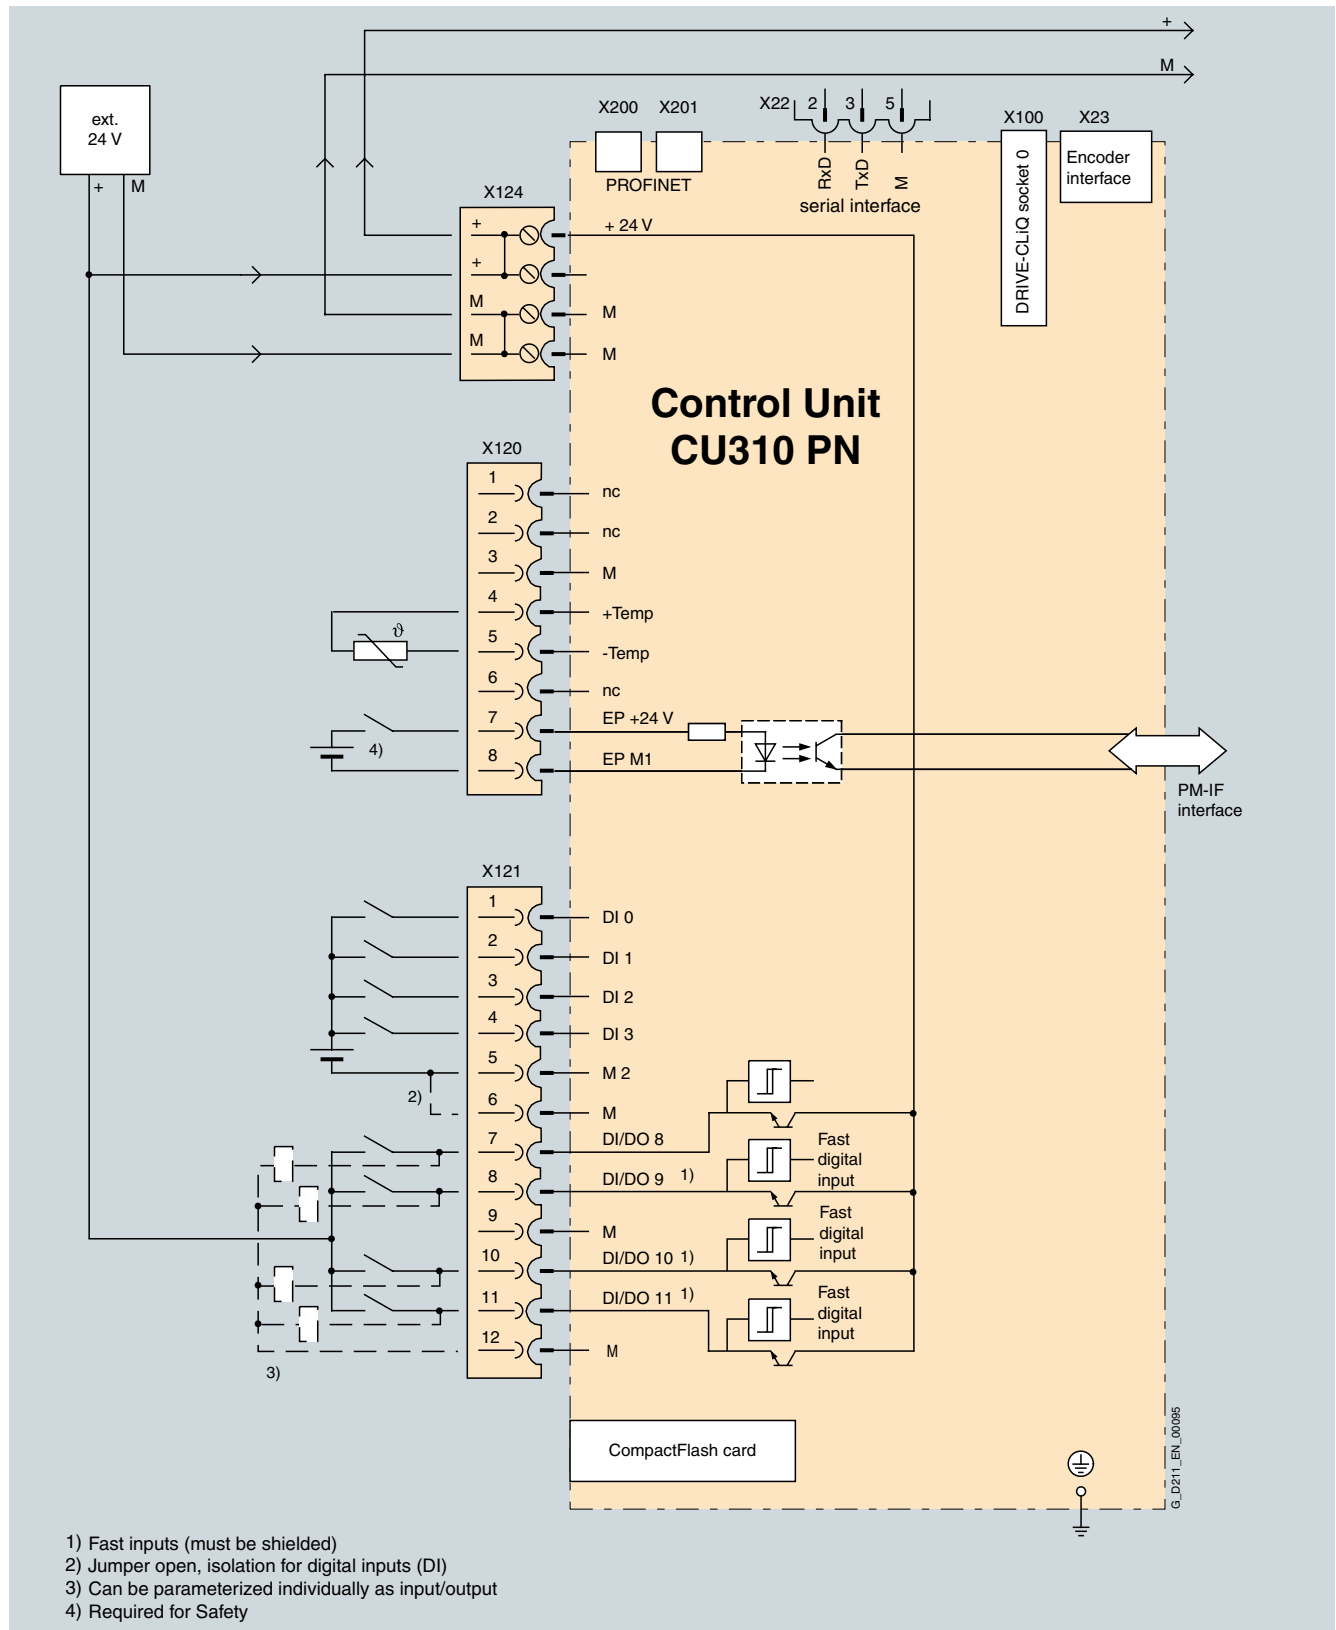 +
M
ext.
24 V
+ M
X200 X201
PROFINET
X22 2 3 5
RxD TxD M
serial interface
X100
DRIVE-CLiQ socket 0
X23
Encoder
interface
X124
+ + 24 V
+
M M
M M
Control Unit
CU310 PN
X120
1 nc
2 nc
3 M
4 +Temp
ϑ
5 -Temp
6 nc
7 EP +24 V
4)
8 EP M1
PM-IF
interface
X121
1 DI 0
2 DI 1
3 DI 2
4 DI 3
5 M 2
2)
6 M
7 DI/DO 8
8 DI/DO 9 1)
Fast
digital
input
9 M
10 DI/DO 10 1)
Fast
digital
input
11 DI/DO 11 1)
Fast
digital
input
12 M
3)
CompactFlash card
G_D211_EN_00095
1) Fast inputs (must be shielded)
2) Jumper open, isolation for digital inputs (DI)
3) Can be parameterized individually as input/output
4) Required for Safety